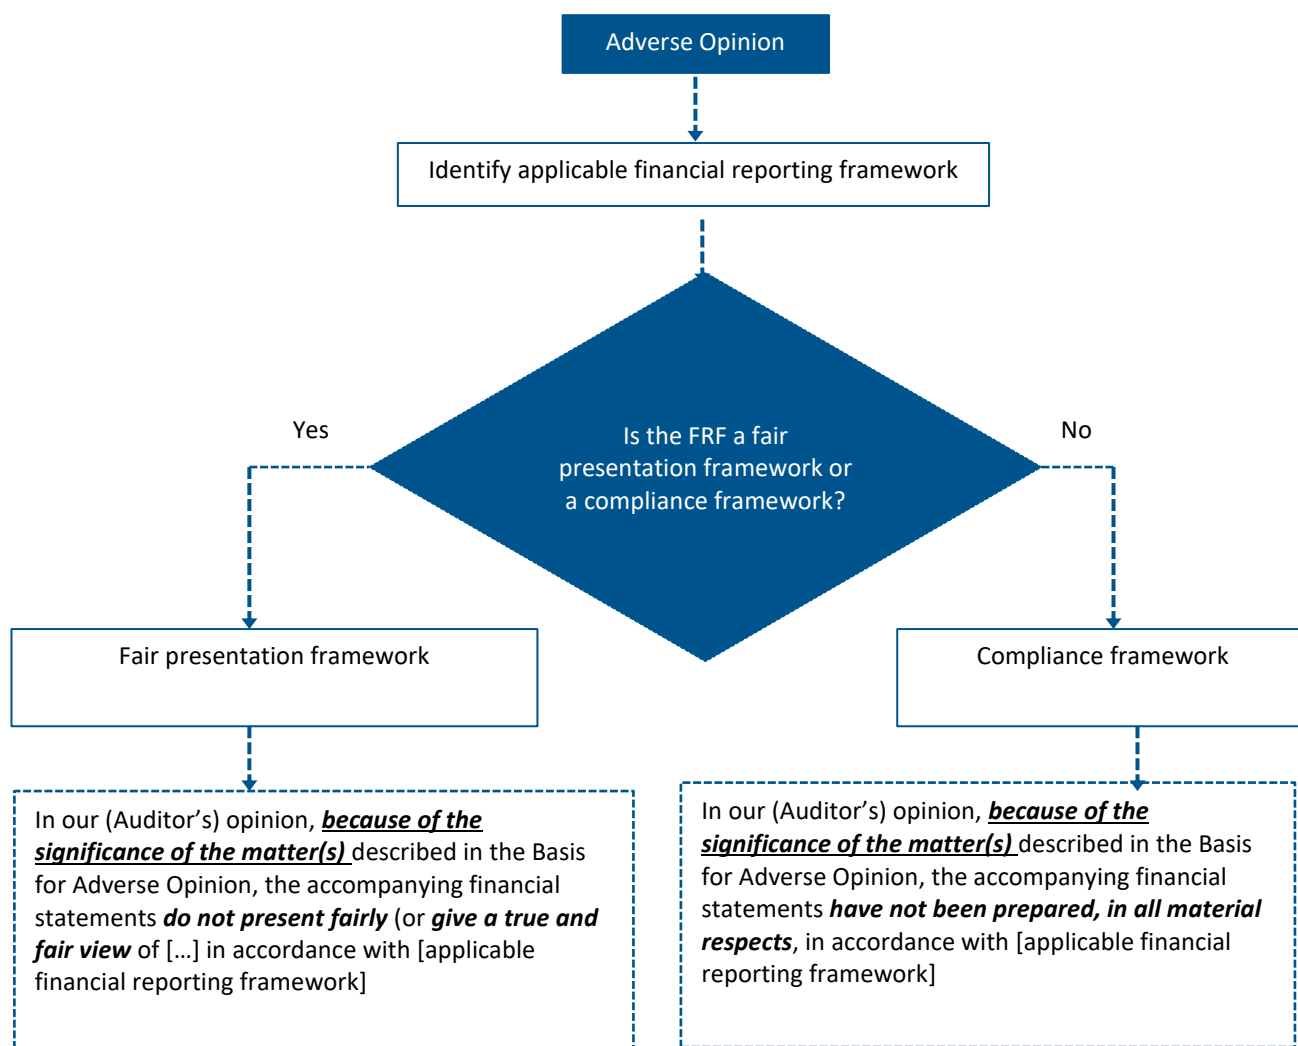 Adverse Opinion
Identify applicable financial reporting framework
Is the FRF a fair
presentation framework or
a compliance framework?
Yes
No
Fair presentation framework
Compliance framework
In our (Auditor’s) opinion, because of the
significance of the matter(s) described in the Basis
for Adverse Opinion, the accompanying financial
statements do not present fairly (or give a true and
fair view of […] in accordance with [applicable
financial reporting framework]
In our (Auditor’s) opinion, because of the
significance of the matter(s) described in the Basis
for Adverse Opinion, the accompanying financial
statements have not been prepared, in all material
respects, in accordance with [applicable financial
reporting framework]